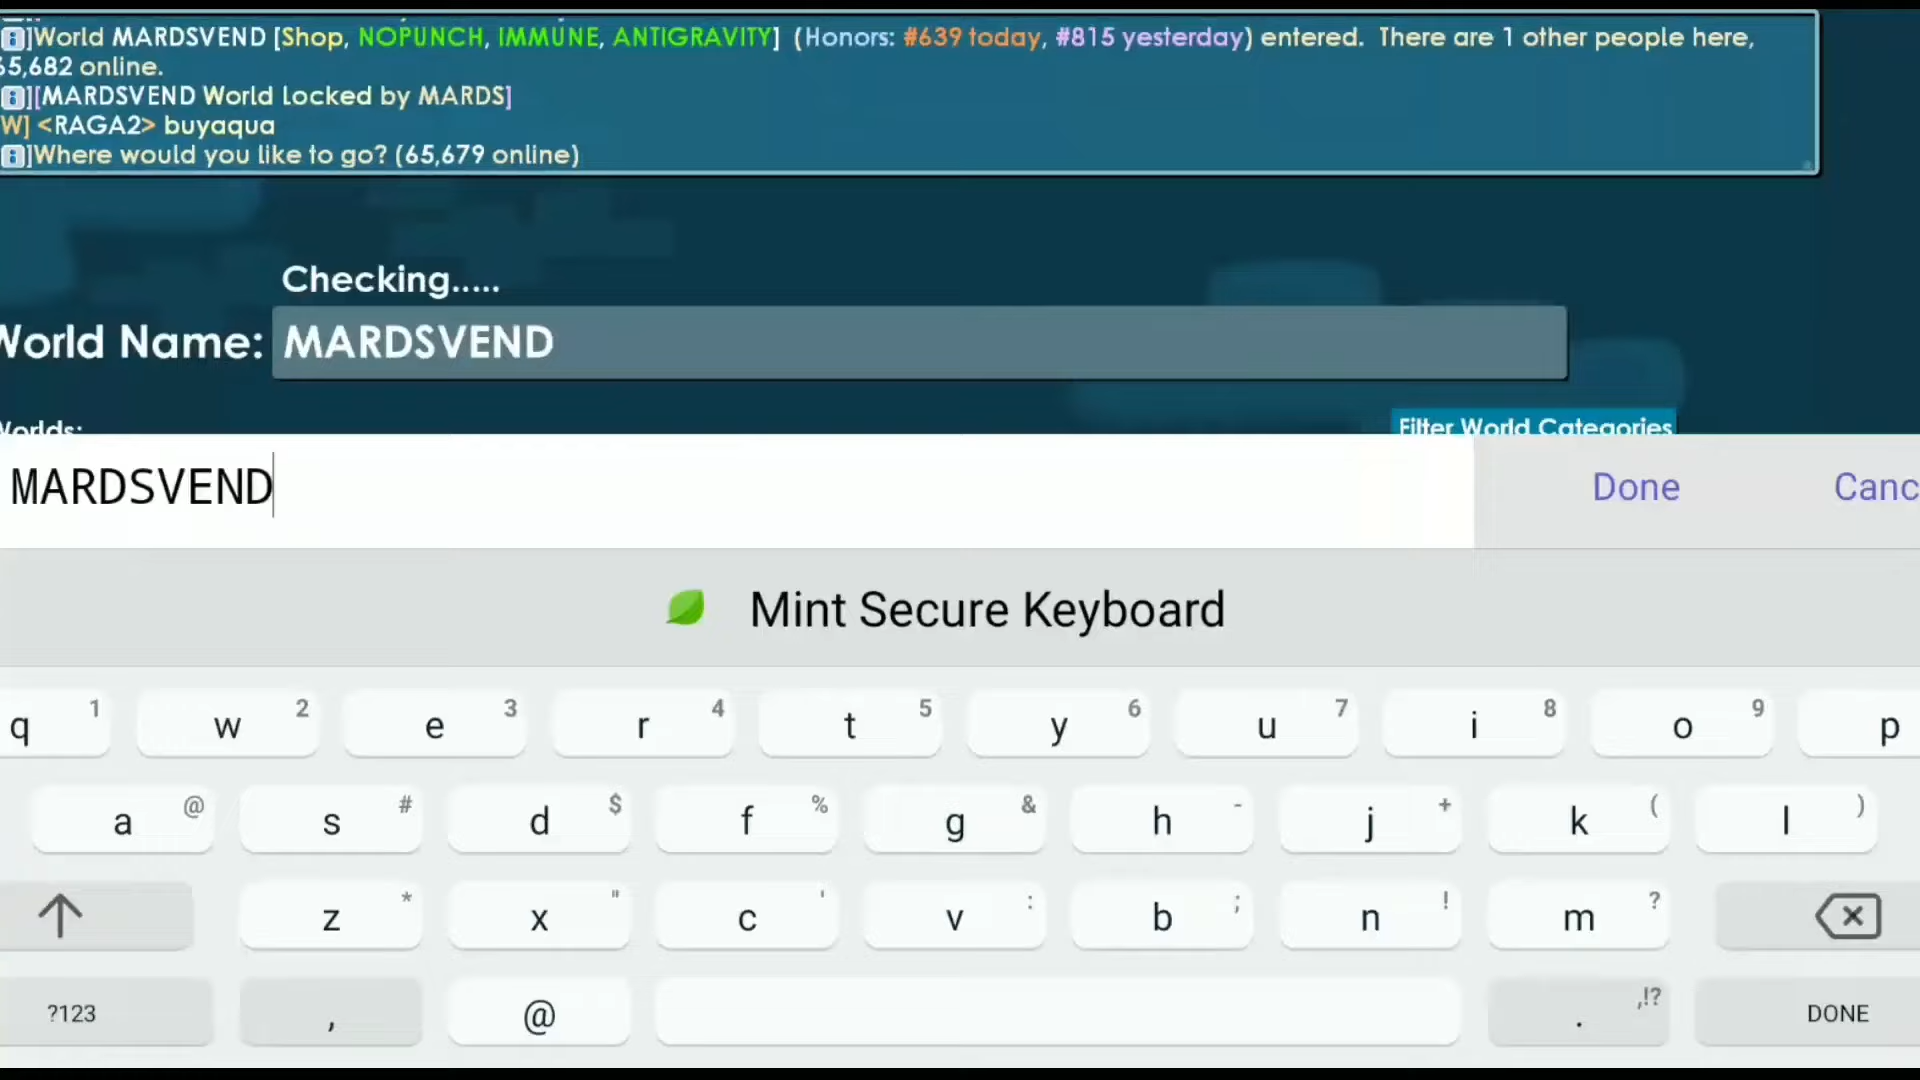 World MARDSVEND [Shop, NOPUNCH, IMMUNE, ANTIGRAVITY] (Honors: #639 today, #815 yesterday) entered. There are 1 other people here,
65,682 online.
[MARDSVEND World Locked by MARDS]
W] <RAGA2> buyaqua
Where would you like to go? (65,679 online)
Checking.....
World Name: MARDSVEND
Worlds: Filter World Categories
MARDSVEND Done Canc
Mint Secure Keyboard
q 1 w 2 e 3 r 4 t 5 y 6 u 7 i 8 o 9 p
a @ s # d $ f % g & h - j + k ( l )
z * x " c ' v : b ; n ! m ?
?123 , @ . ,!? DONE